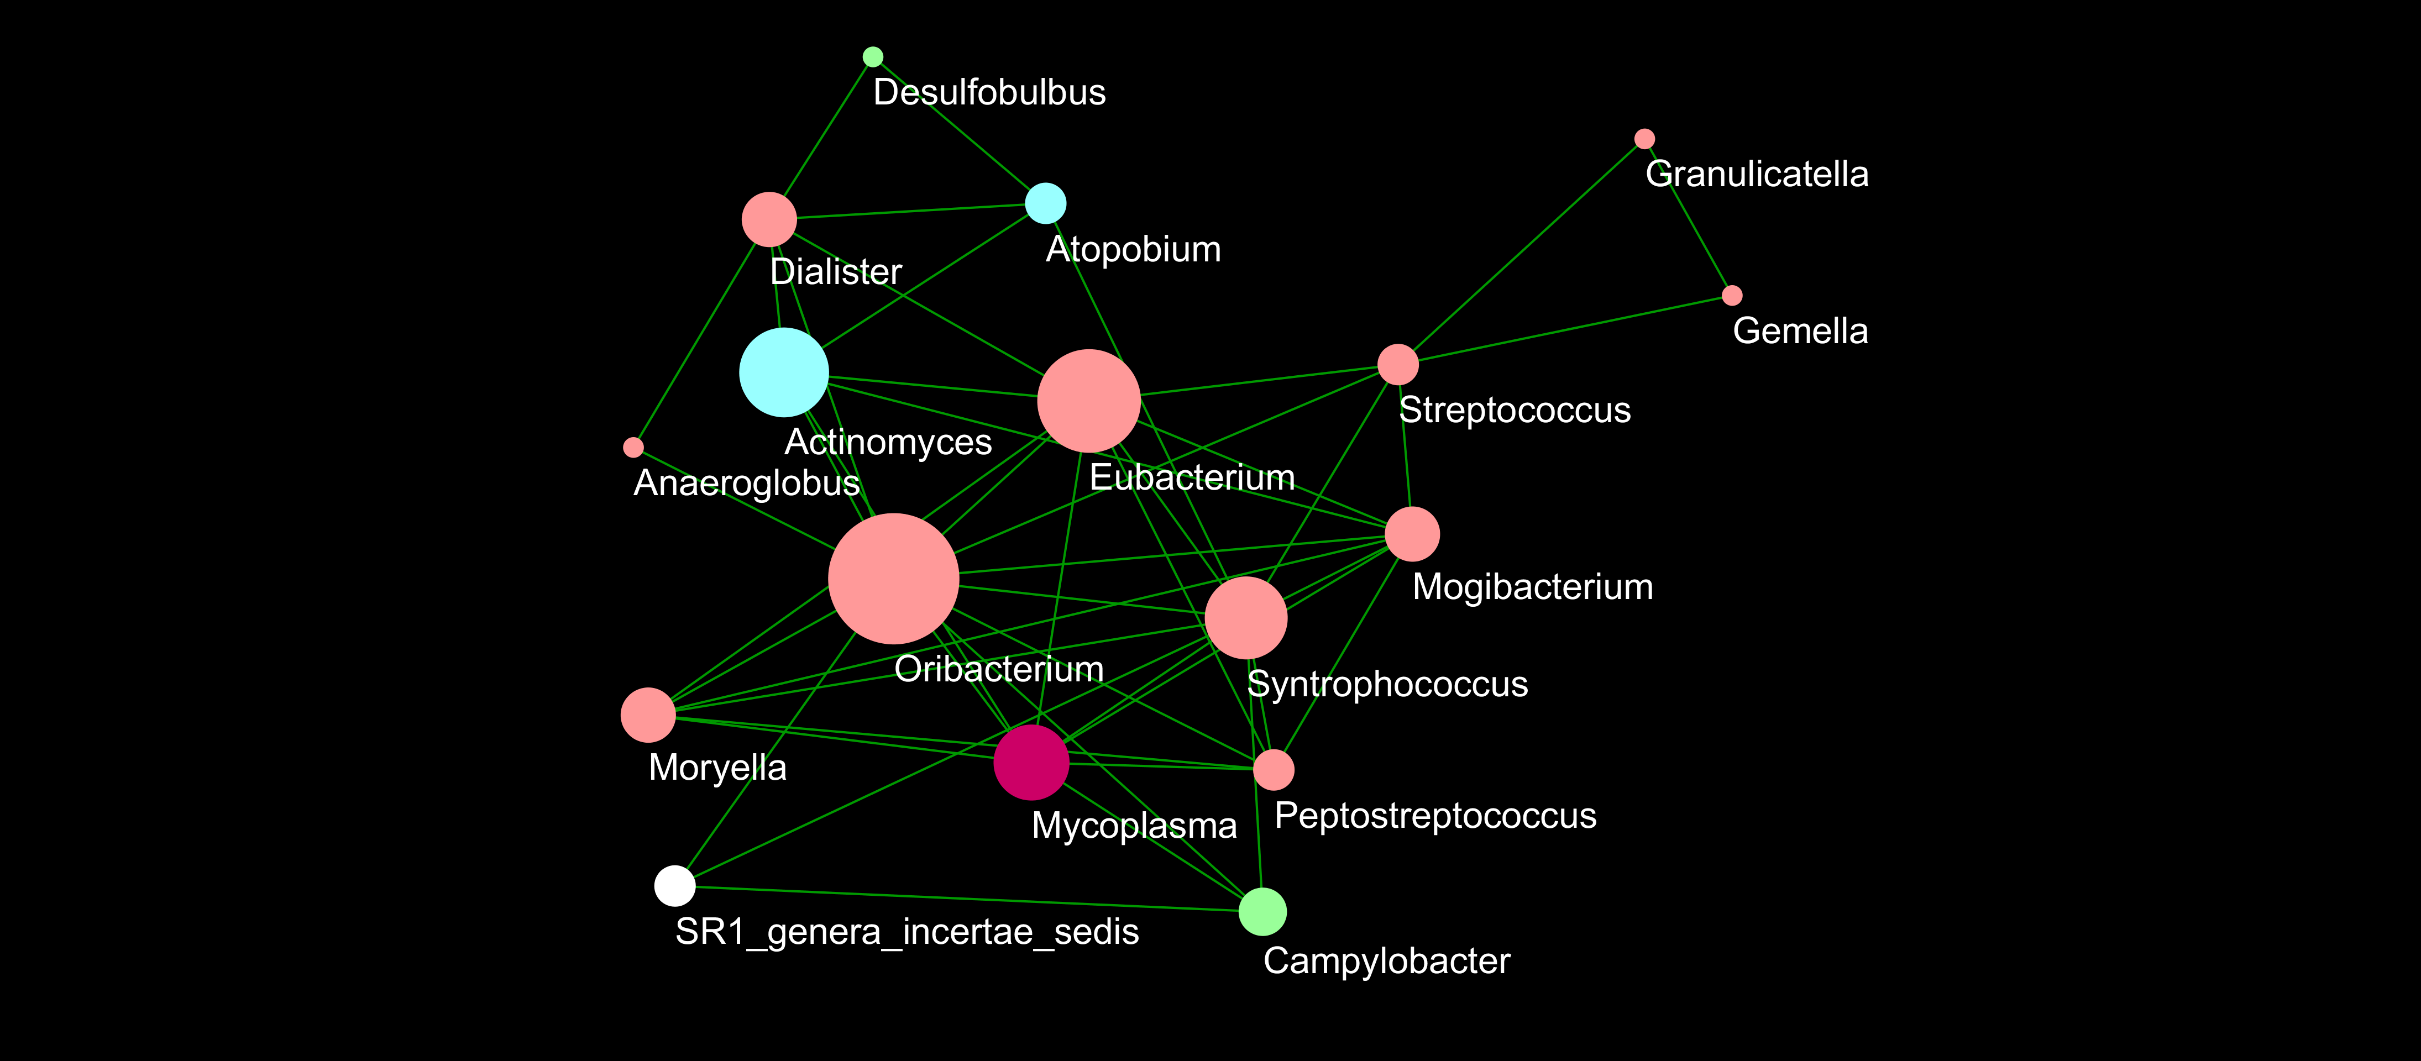 Desulfobulbus
Granulicatella
Atopobium
Dialister
Gemella
Streptococcus
Actinomyces
Eubacterium
Anaeroglobus
Mogibacterium
Oribacterium
Syntrophococcus
Moryella
Peptostreptococcus
Mycoplasma
SR1_genera_incertae_sedis
Campylobacter